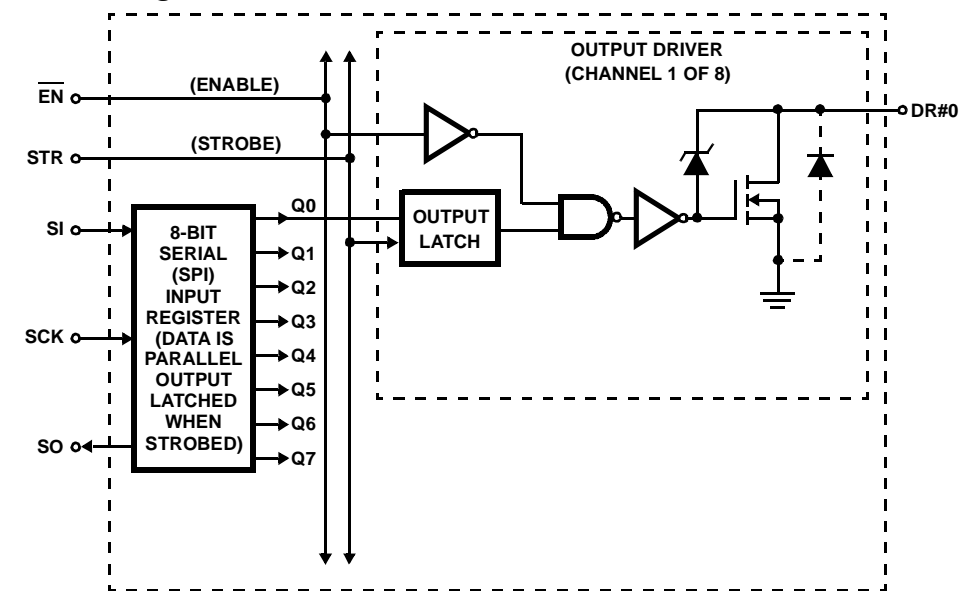 OUTPUT DRIVER
(CHANNEL 1 OF 8)
EN
(ENABLE)
DR#0
STR
(STROBE)
SI
Q0
OUTPUT
LATCH
8-BIT
SERIAL
(SPI)
INPUT
REGISTER
(DATA IS
PARALLEL
OUTPUT
LATCHED
WHEN
STROBED)
Q1
Q2
Q3
Q4
Q5
Q6
Q7
SCK
SO